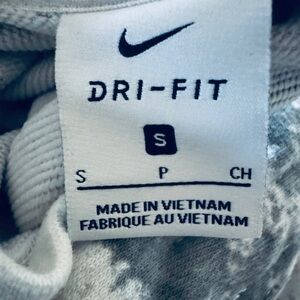 DRI-FIT
S
S P CH
MADE IN VIETNAM
FABRIQUE AU VIETNAM